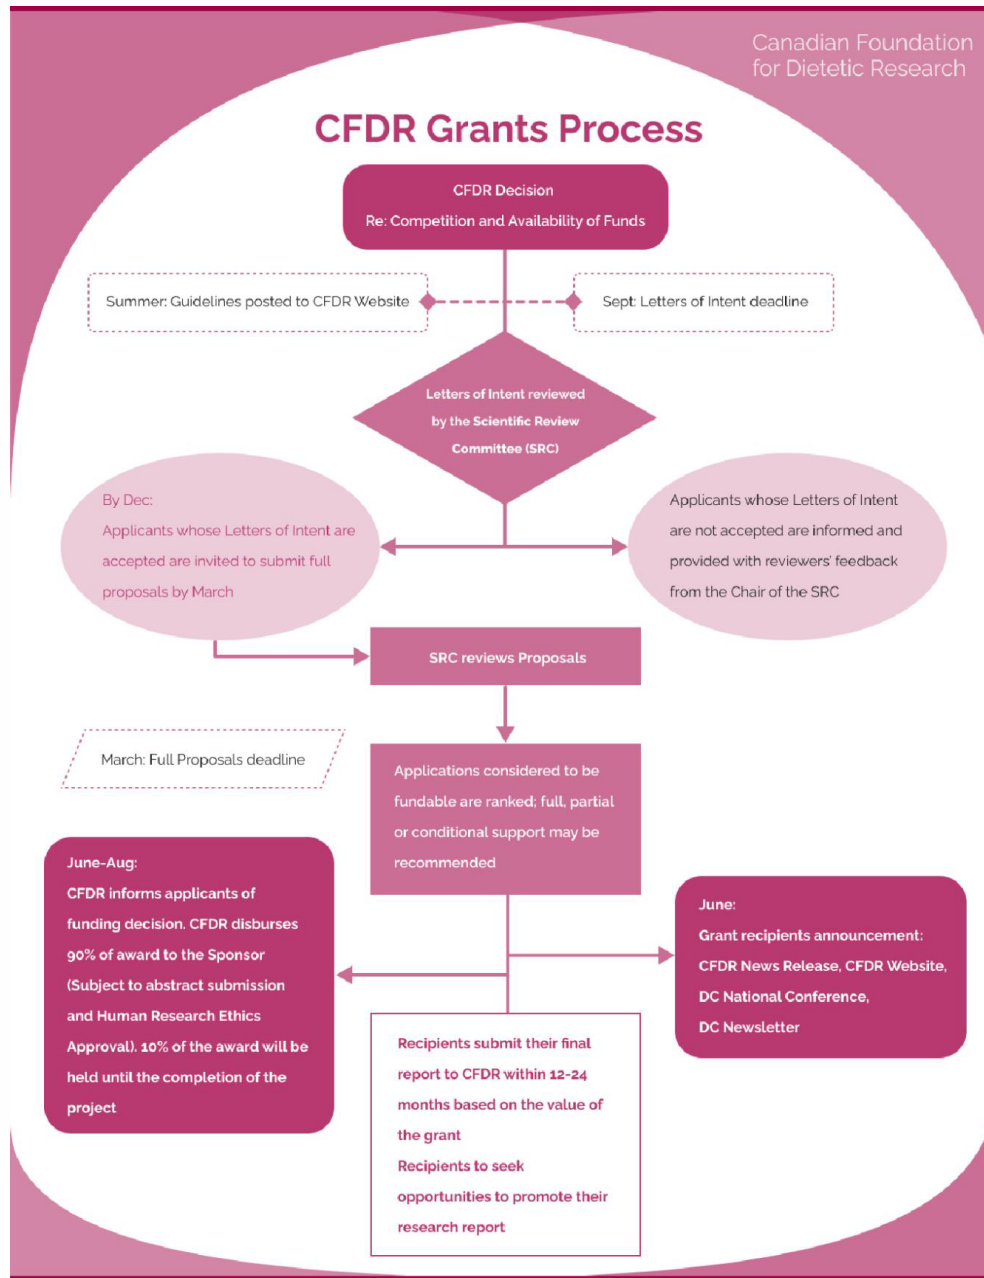 Canadian Foundation
for Dietetic Research
CFDR Grants Process
CFDR Decision
Re: Competition and Availability of Funds
Summer: Guidelines posted to CFDR Website
Sept: Letters of Intent deadline
Letters of Intent reviewed
by the Scientific Review
Committee (SRC)
By Dec:
Applicants whose Letters of Intent are
accepted are invited to submit full
proposals by March
Applicants whose Letters of Intent
are not accepted are informed and
provided with reviewers' feedback
from the Chair of the SRC
SRC reviews Proposals
March: Full Proposals deadline
Applications considered to be
fundable are ranked; full, partial
or conditional support may be
recommended
June-Aug:
CFDR informs applicants of
funding decision. CFDR disburses
90% of award to the Sponsor
(Subject to abstract submission
and Human Research Ethics
Approval). 10% of the award will be
held until the completion of the
project
June:
Grant recipients announcement:
CFDR News Release, CFDR Website,
DC National Conference,
DC Newsletter
Recipients submit their final
report to CFDR within 12-24
months based on the value of
the grant
Recipients to seek
opportunities to promote their
research report